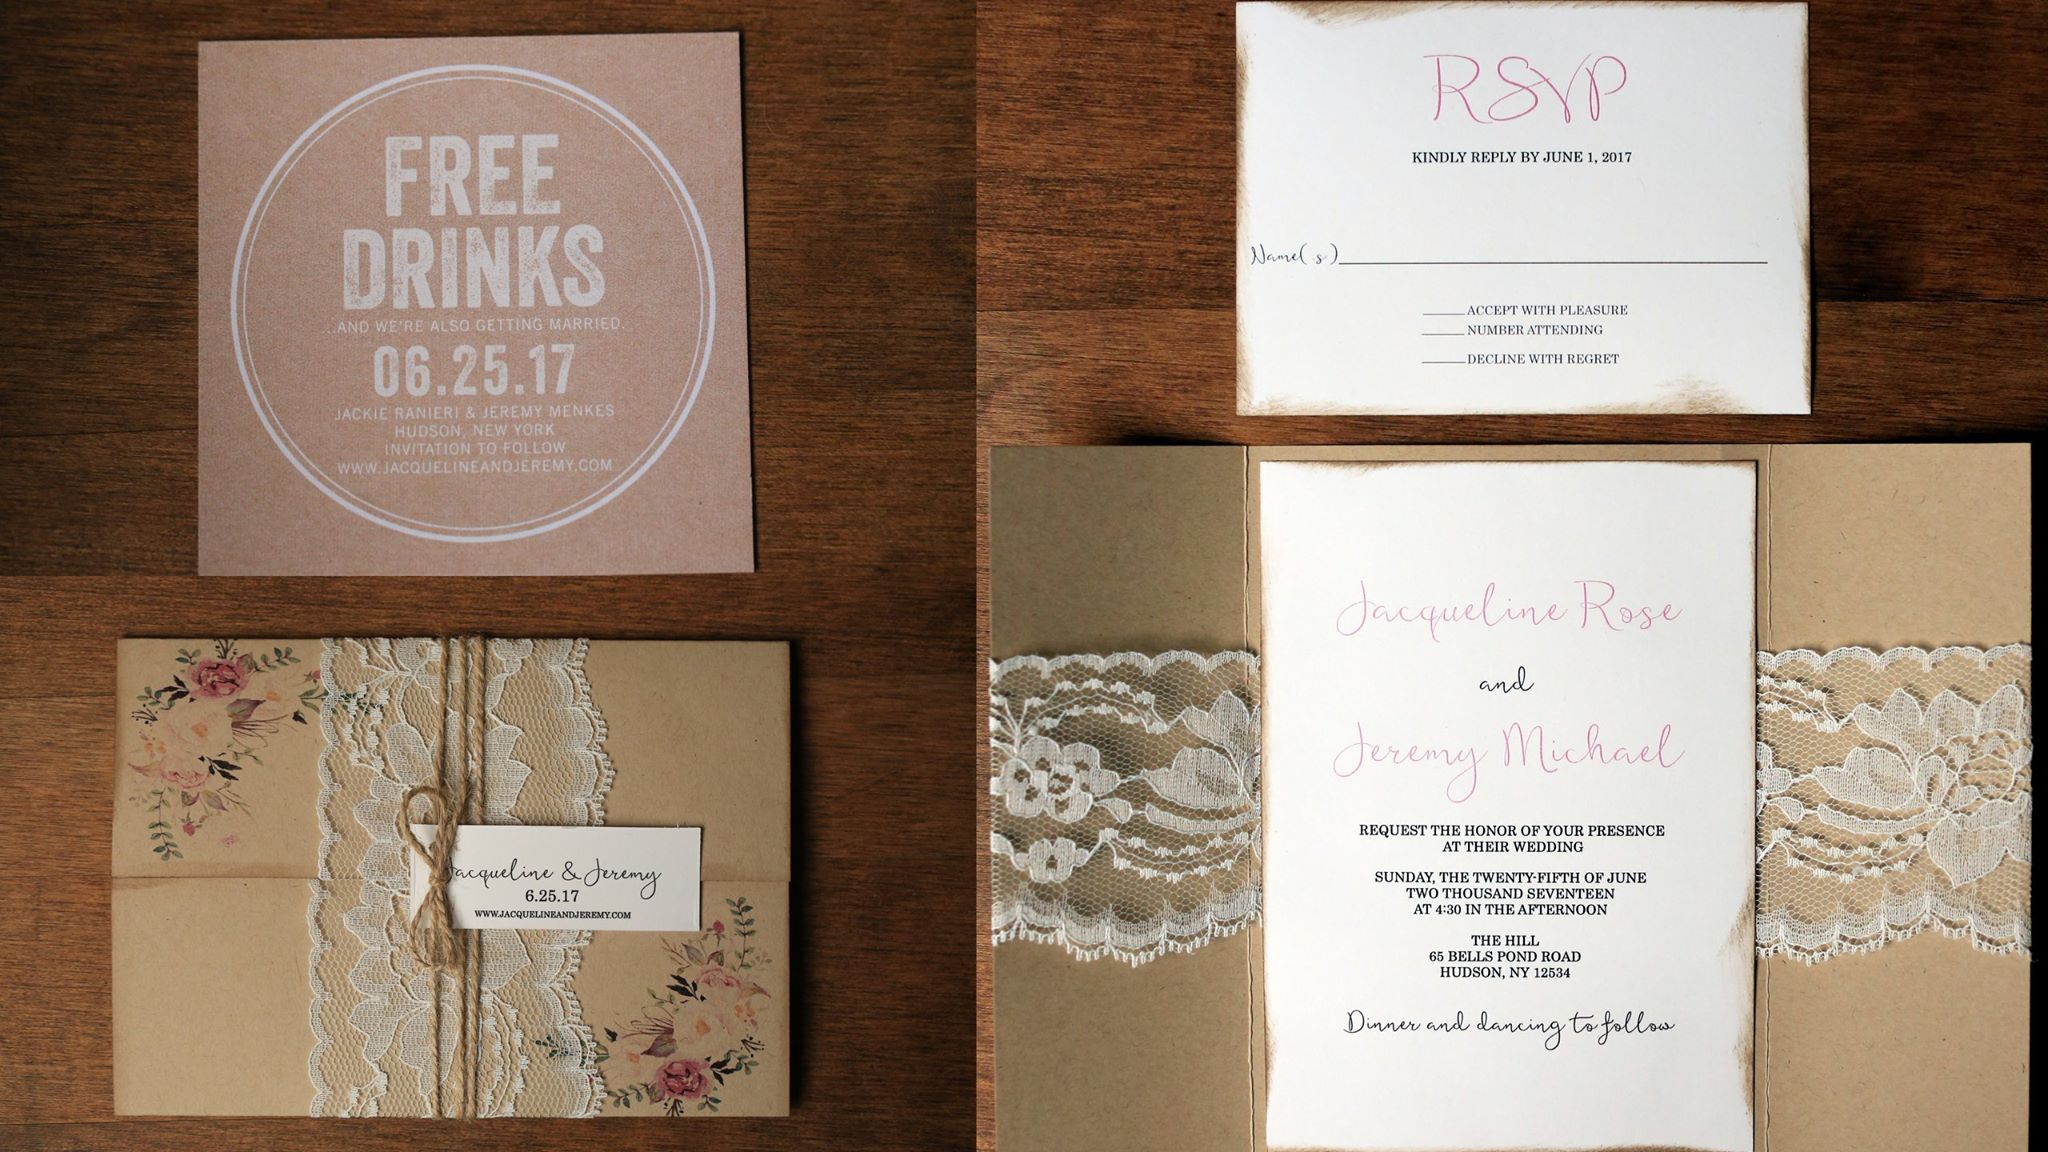 FREE
DRINKS
...AND WE'RE ALSO GETTING MARRIED.
06.25.17
JACKIE RANIERI & JEREMY MENKES
HUDSON, NEW YORK
INVITATION TO FOLLOW
WWW.JACQUELINEANDJEREMY.COM
Jacqueline & Jeremy
6.25.17
WWW.JACQUELINEANDJEREMY.COM
RSVP
KINDLY REPLY BY JUNE 1, 2017
Name(s)
ACCEPT WITH PLEASURE
NUMBER ATTENDING
DECLINE WITH REGRET
Jacqueline Rose
and
Jeremy Michael
REQUEST THE HONOR OF YOUR PRESENCE
AT THEIR WEDDING
SUNDAY, THE TWENTY-FIFTH OF JUNE
TWO THOUSAND SEVENTEEN
AT 4:30 IN THE AFTERNOON
THE HILL
65 BELLS POND ROAD
HUDSON, NY 12534
Dinner and dancing to follow